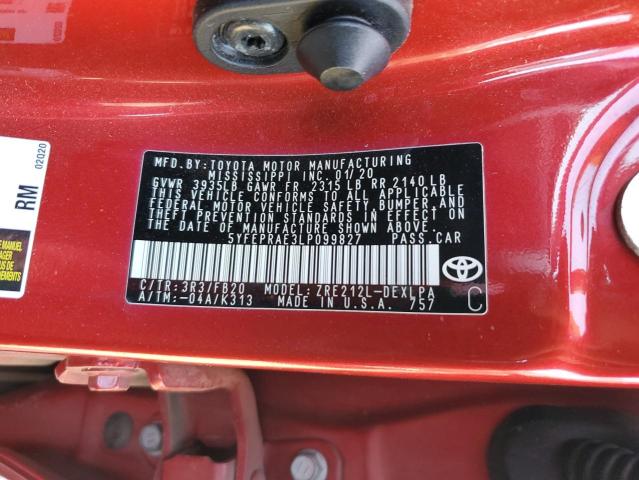 MFD.BY:TOYOTA MOTOR MANUFACTURING
MISSISSIPPI, INC. 01/20
GVWR 3935LB GAWR FR 2315 LB RR 2140 LB
THIS VEHICLE CONFORMS TO ALL APPLICABLE
FEDERAL MOTOR VEHICLE SAFETY, BUMPER, AND
THEFT PREVENTION STANDARDS IN EFFECT ON
THE DATE OF MANUFACTURE SHOWN ABOVE.
5YFEPRAE3LP099827 PASS.CAR
C/TR:3R3/FB20 MODEL: ZRE212L-DEXLPA
A/TM:-04A/K313 MADE IN U.S.A. 757 C
RM
02Q20
MANUEL